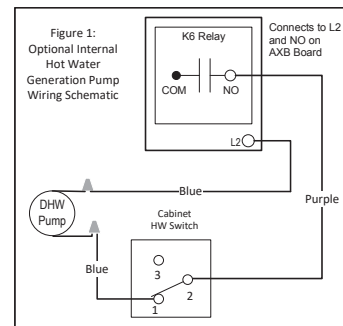 Figure 1:
Optional Internal
Hot Water
Generation Pump
Wiring Schematic
K6 Relay
COM
NO
L2
Connects to L2
and NO on
AXB Board
Blue
Purple
DHW
Pump
Blue
Cabinet
HW Switch
3
2
1